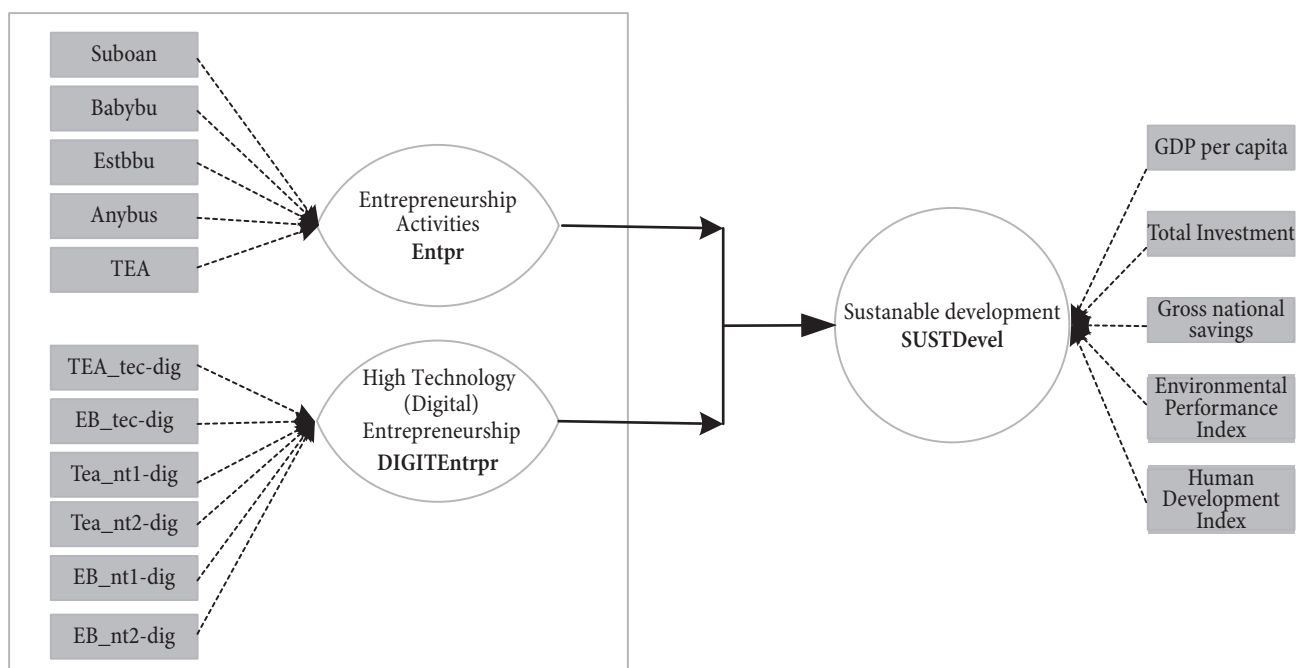 Suboan
Babybu
Estbbu
Anybus
TEA
Entrepreneurship
Activities
Entpr
TEA_tec-dig
EB_tec-dig
Tea_nt1-dig
Tea_nt2-dig
EB_nt1-dig
EB_nt2-dig
High Technology
(Digital)
Entrepreneurship
DIGITEntrpr
Sustanable development
SUSTDevel
GDP per capita
Total Investment
Gross national
savings
Environmental
Performance
Index
Human
Development
Index